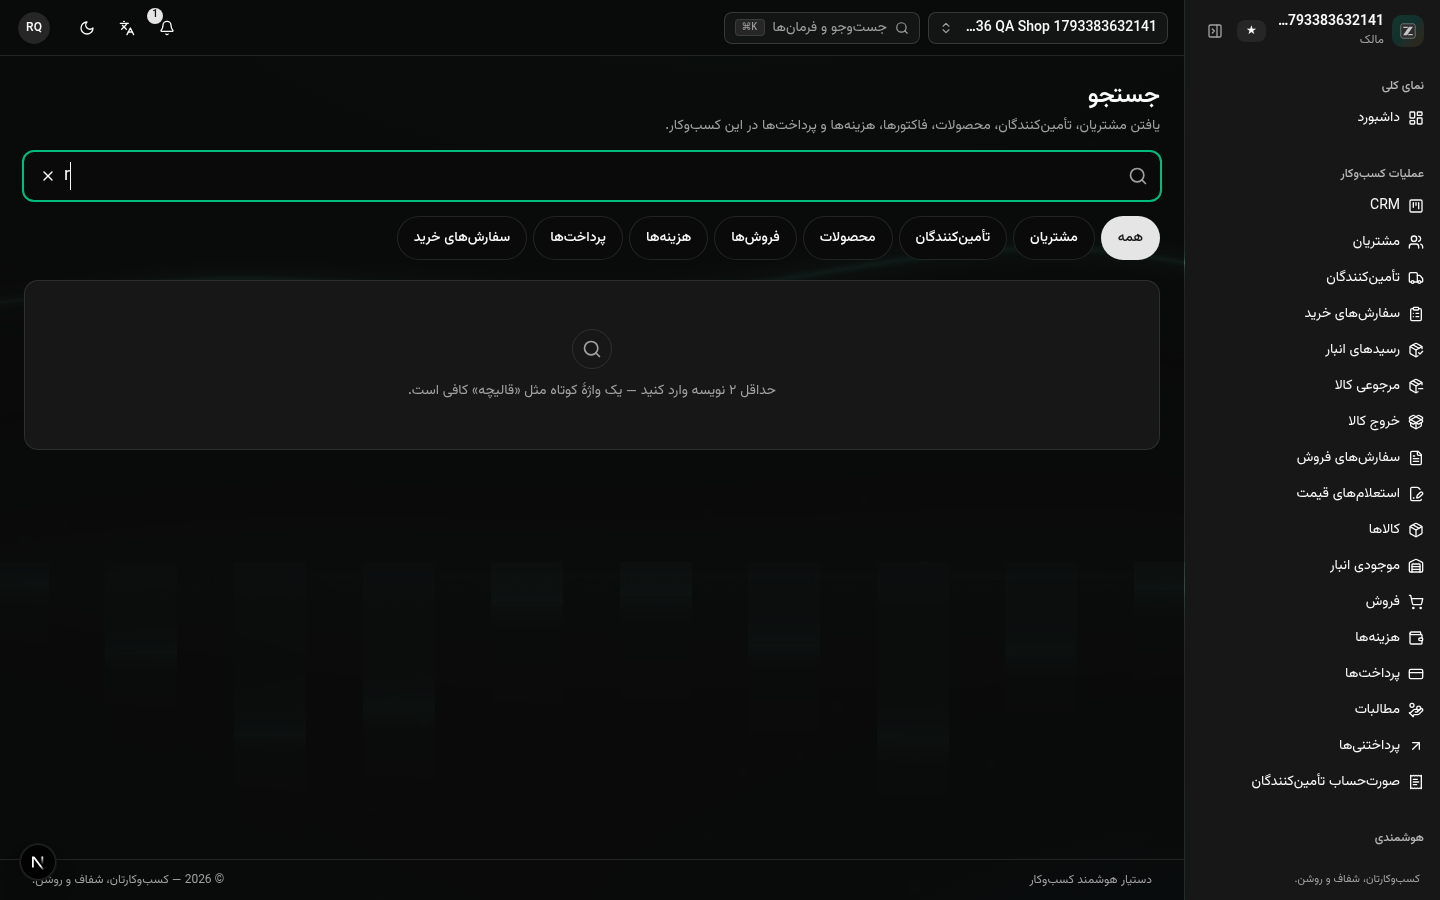 …793383632141
مالک
نمای کلی
داشبورد
عملیات کسب‌وکار
CRM
مشتریان
تأمین‌کنندگان
سفارش‌های خرید
رسیدهای انبار
مرجوعی کالا
خروج کالا
سفارش‌های فروش
استعلام‌های قیمت
کالاها
موجودی انبار
فروش
هزینه‌ها
پرداخت‌ها
مطالبات
پرداختنی‌ها
صورت‌حساب تأمین‌کنندگان
هوشمندی
کسب‌وکارتان، شفاف و روشن.
…36 QA Shop 1793383632141
جست‌وجو و فرمان‌ها ⌘K
1
RQ
جستجو
یافتن مشتریان، تأمین‌کنندگان، محصولات، فاکتورها، هزینه‌ها و پرداخت‌ها در این کسب‌وکار.
r
همه مشتریان تأمین‌کنندگان محصولات فروش‌ها هزینه‌ها پرداخت‌ها سفارش‌های خرید
حداقل ۲ نویسه وارد کنید — یک واژهٔ کوتاه مثل «قالیچه» کافی است.
دستیار هوشمند کسب‌وکار
© 2026 — کسب‌وکارتان، شفاف و روشن.
N